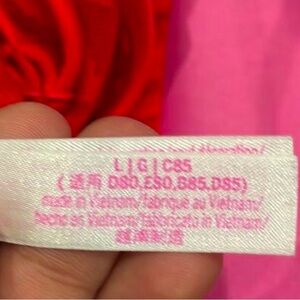 L | G | C85
(适用 D80,E80,B85,D85)
made in Vietnam/fabriqué au Vietnam/
hecho en Vietnam/fabricado in Vietnam/
越南制造